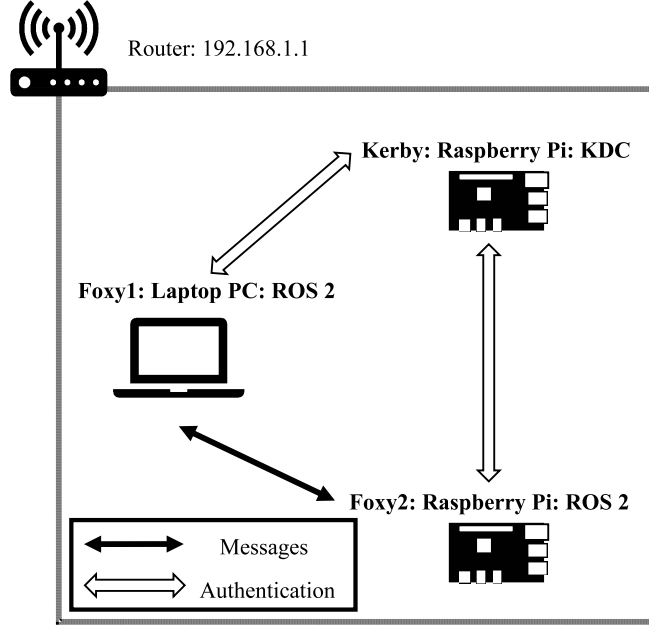 Router: 192.168.1.1
Kerby: Raspberry Pi: KDC
Foxy1: Laptop PC: ROS 2
Foxy2: Raspberry Pi: ROS 2
Messages
Authentication